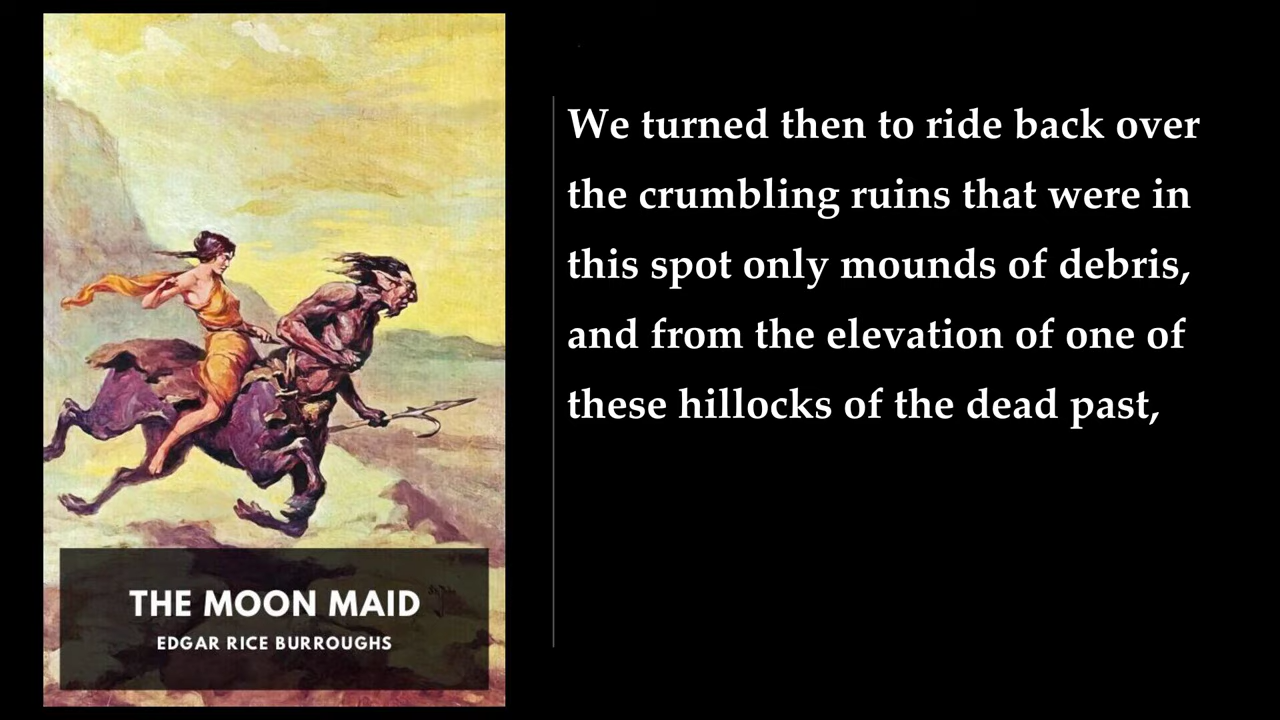 We turned then to ride back over
the crumbling ruins that were in
this spot only mounds of debris,
and from the elevation of one of
these hillocks of the dead past,
THE MOON MAID
EDGAR RICE BURROUGHS